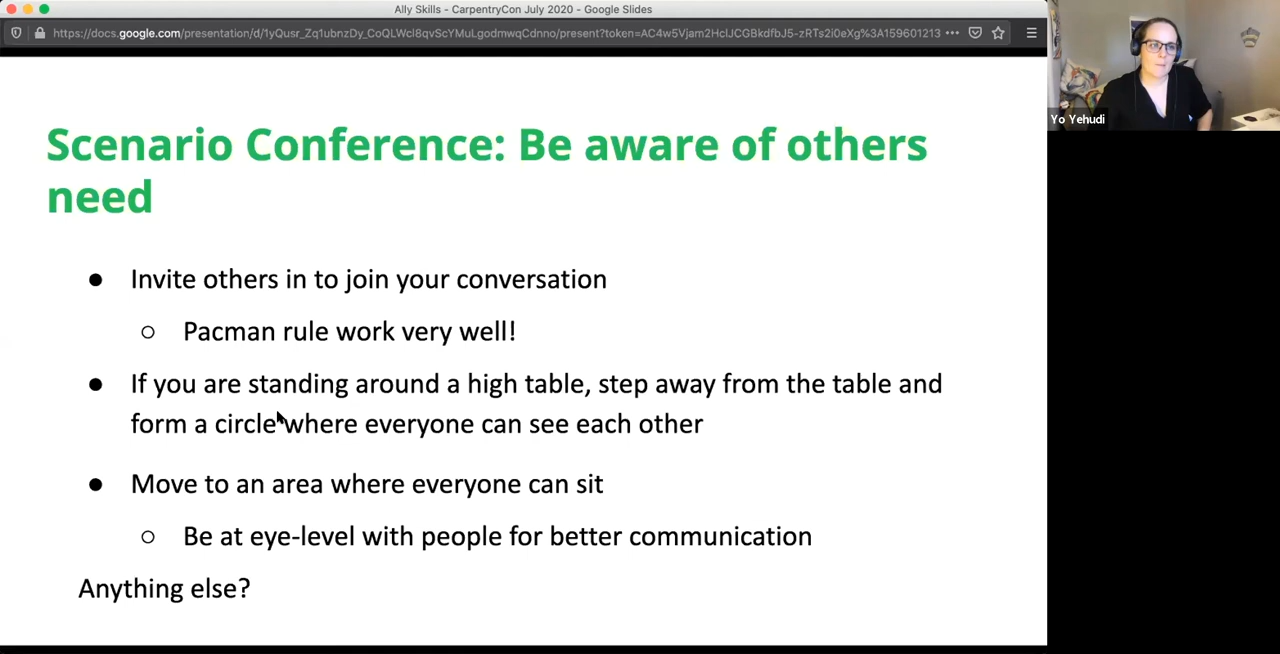 Ally Skills - CarpentryCon July 2020 - Google Slides
Yo Yehudi
Scenario Conference: Be aware of others
need
● Invite others in to join your conversation
○ Pacman rule work very well!
● If you are standing around a high table, step away from the table and
form a circle where everyone can see each other
● Move to an area where everyone can sit
○ Be at eye-level with people for better communication
Anything else?